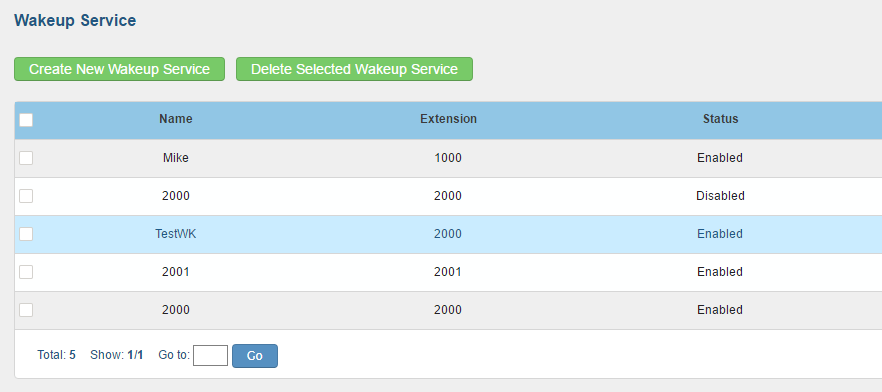 Wakeup Service
Create New Wakeup Service Delete Selected Wakeup Service
Name Extension Status
Mike 1000 Enabled
2000 2000 Disabled
TestWK 2000 Enabled
2001 2001 Enabled
2000 2000 Enabled
Total: 5 Show: 1/1 Go to: Go